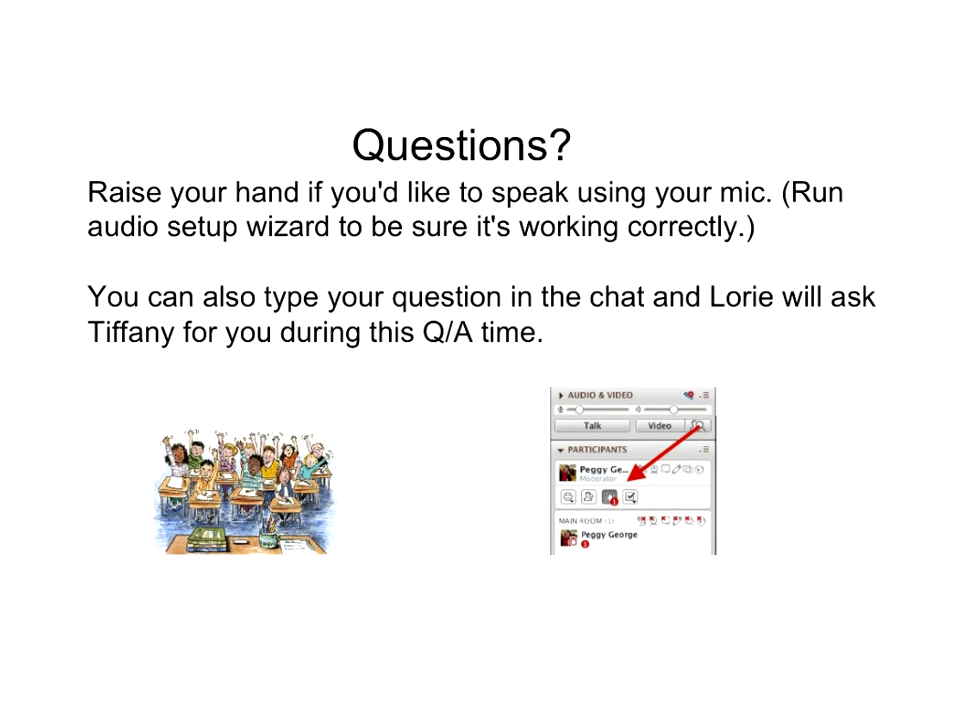 Questions?
Raise your hand if you'd like to speak using your mic. (Run
audio setup wizard to be sure it's working correctly.)
You can also type your question in the chat and Lorie will ask
Tiffany for you during this Q/A time.
AUDIO & VIDEO
Talk Video
PARTICIPANTS
Peggy Ge...
Moderator
1
MAIN ROOM (1)
Peggy George
1